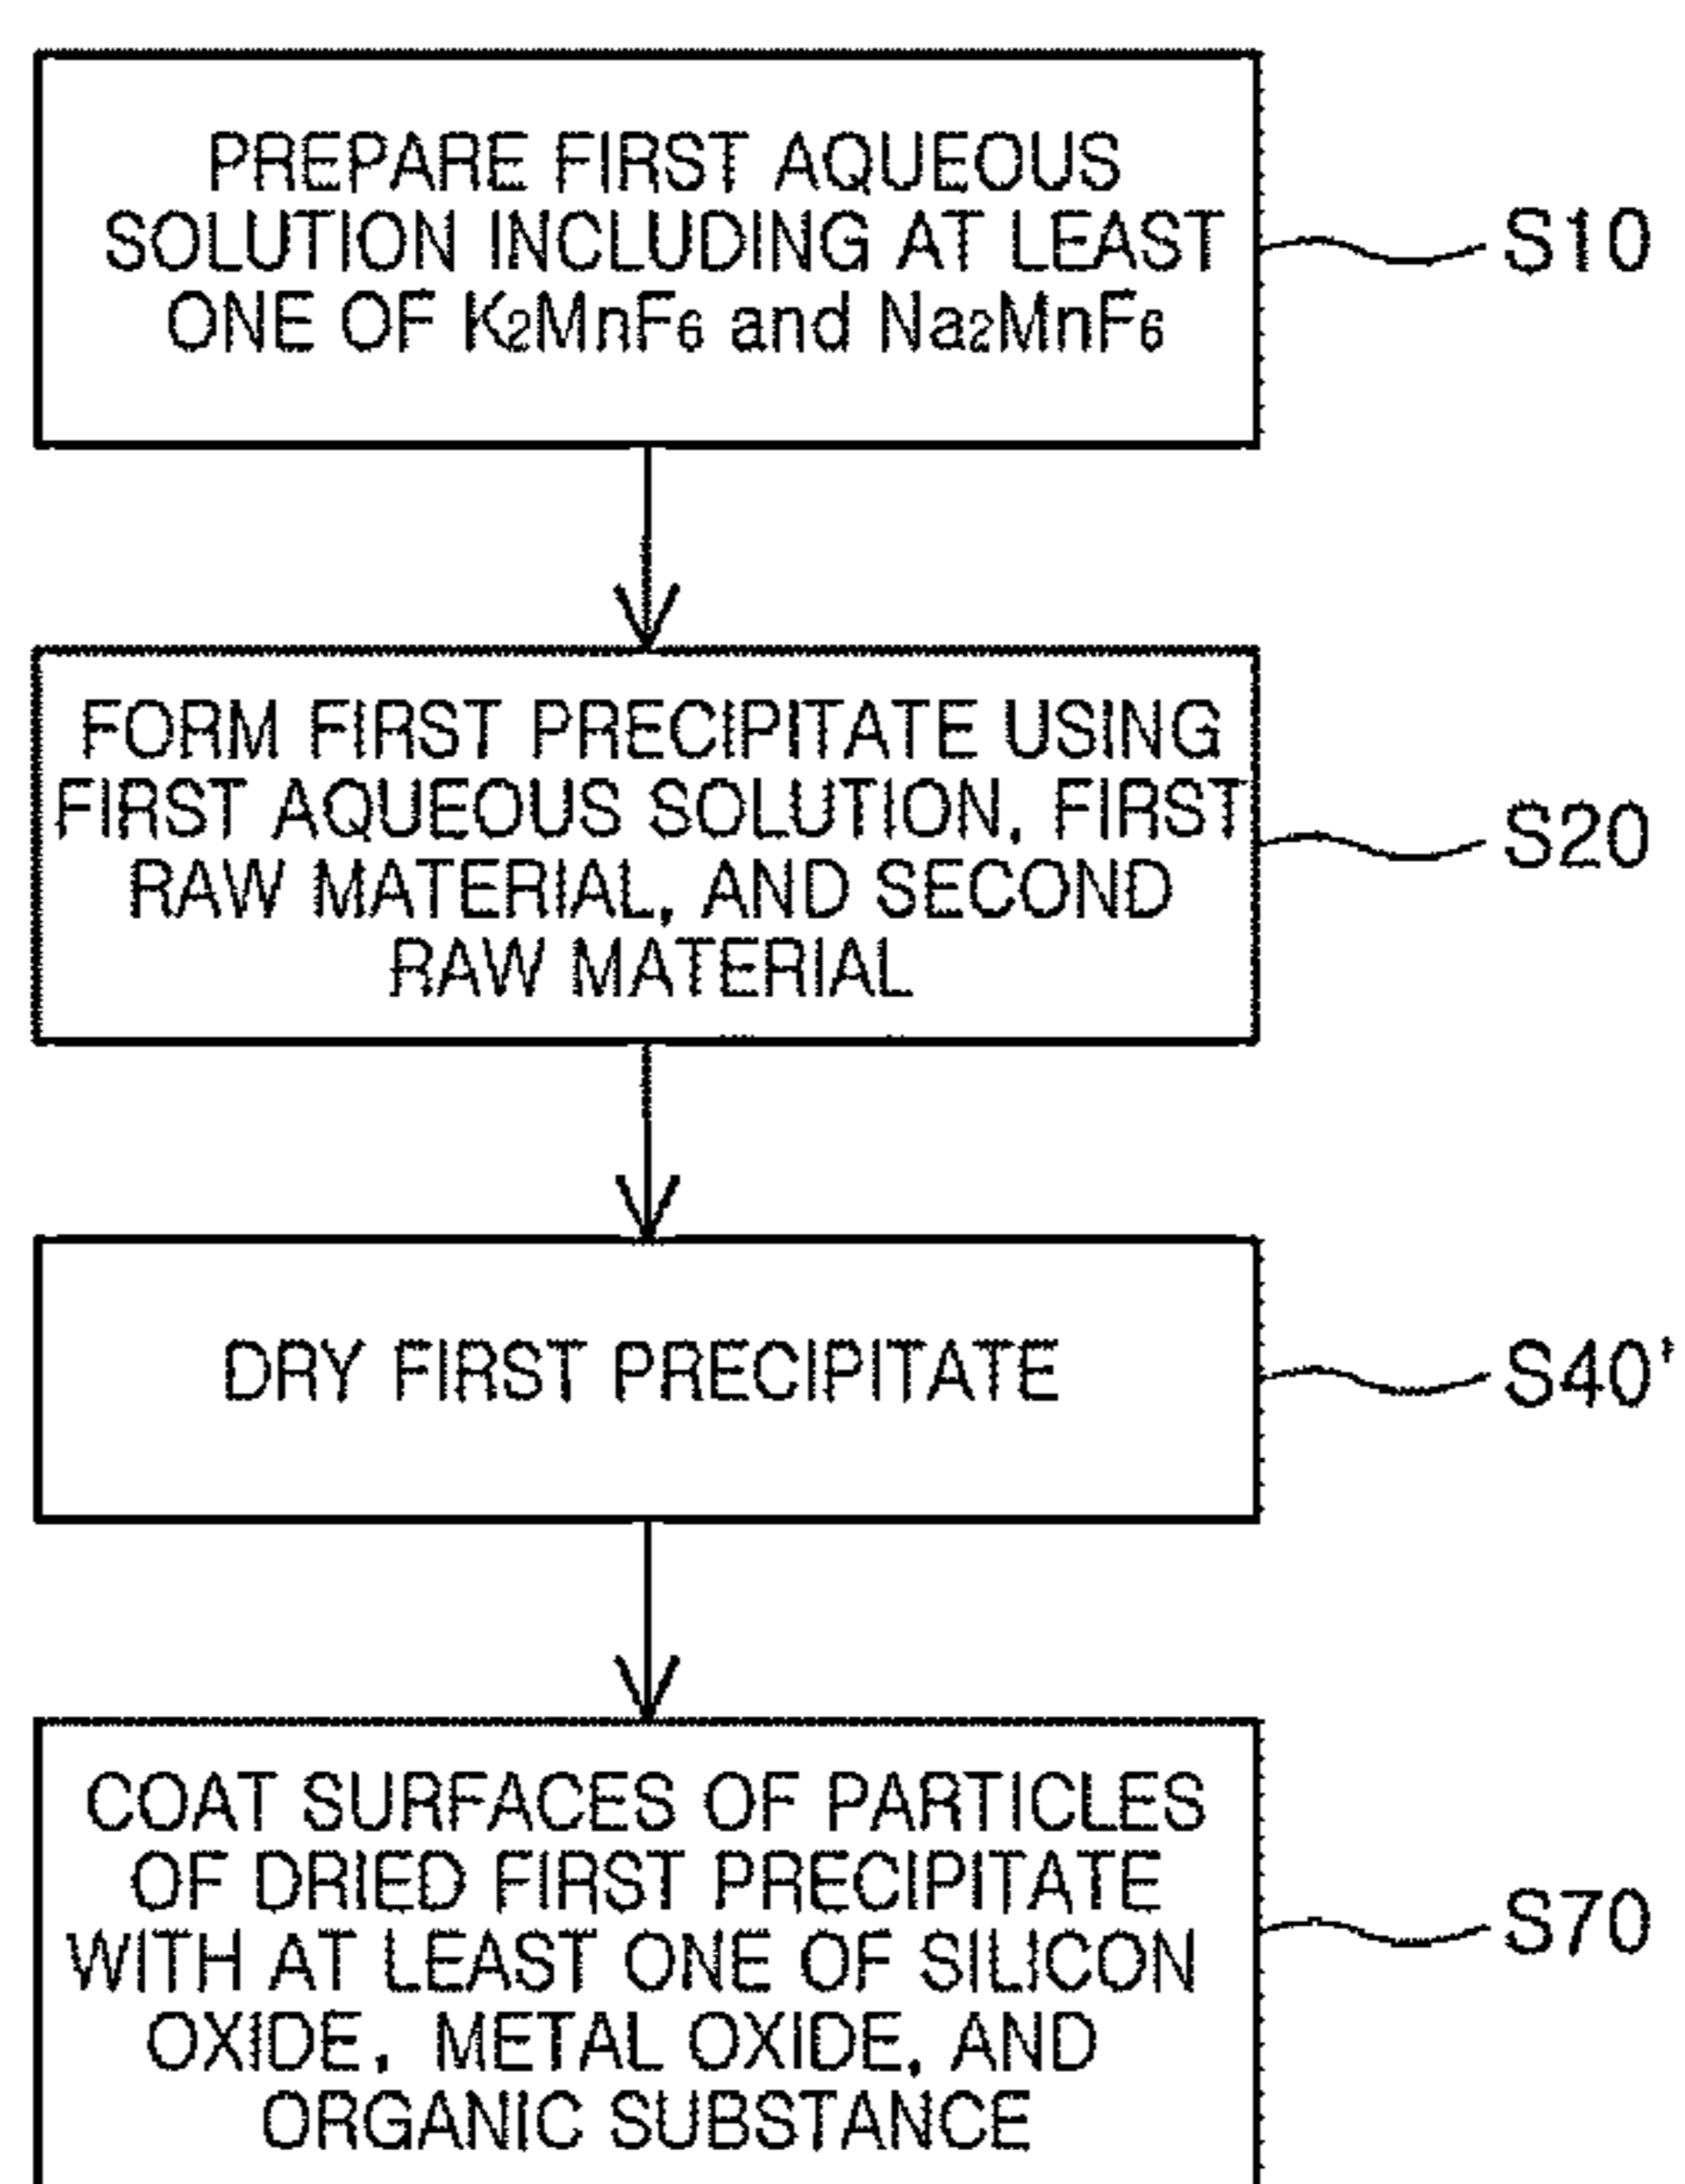 PREPARE FIRST AQUEOUS
SOLUTION INCLUDING AT LEAST
ONE OF K₂MnF₆ and Na₂MnF₆
S10
FORM FIRST PRECIPITATE USING
FIRST AQUEOUS SOLUTION, FIRST
RAW MATERIAL, AND SECOND
RAW MATERIAL
S20
DRY FIRST PRECIPITATE
S40'
COAT SURFACES OF PARTICLES
OF DRIED FIRST PRECIPITATE
WITH AT LEAST ONE OF SILICON
OXIDE, METAL OXIDE, AND
ORGANIC SUBSTANCE
S70